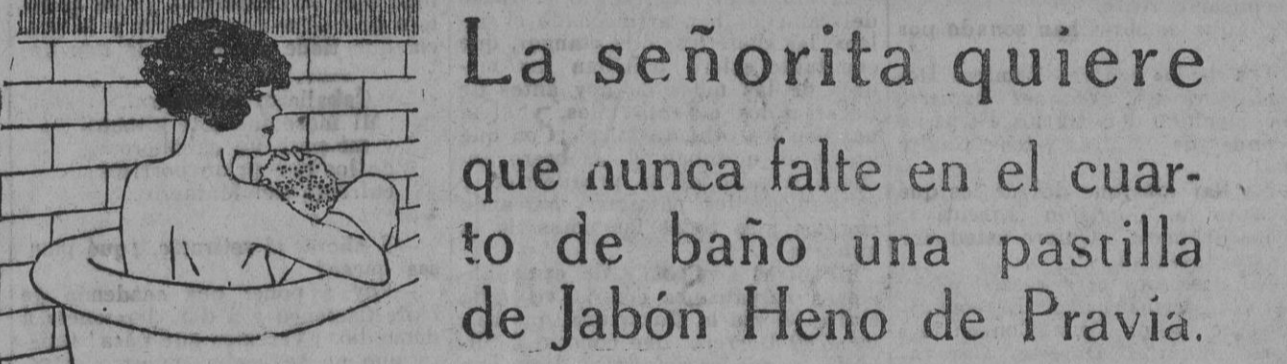 La señorita quiere
que nunca falte en el cuar-
to de baño una pastilla
de Jabón Heno de Pravia.